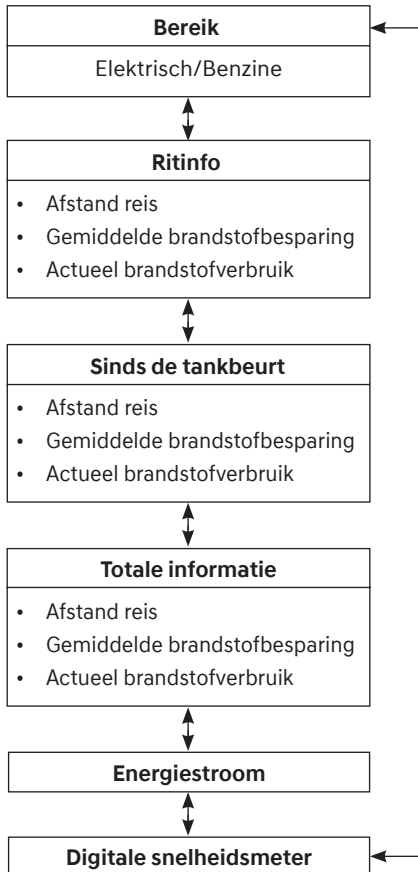 Bereik
Elektrisch/Benzine
Ritinfo
• Afstand reis
• Gemiddelde brandstofbesparing
• Actueel brandstofverbruik
Sinds de tankbeurt
• Afstand reis
• Gemiddelde brandstofbesparing
• Actueel brandstofverbruik
Totale informatie
• Afstand reis
• Gemiddelde brandstofbesparing
• Actueel brandstofverbruik
Energiestroom
Digitale snelheidsmeter